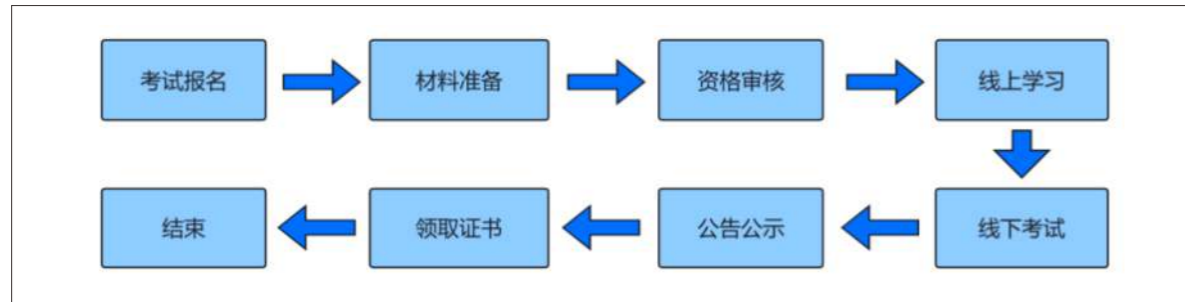 考试报名
材料准备
资格审核
线上学习
线下考试
公告公示
领取证书
结束